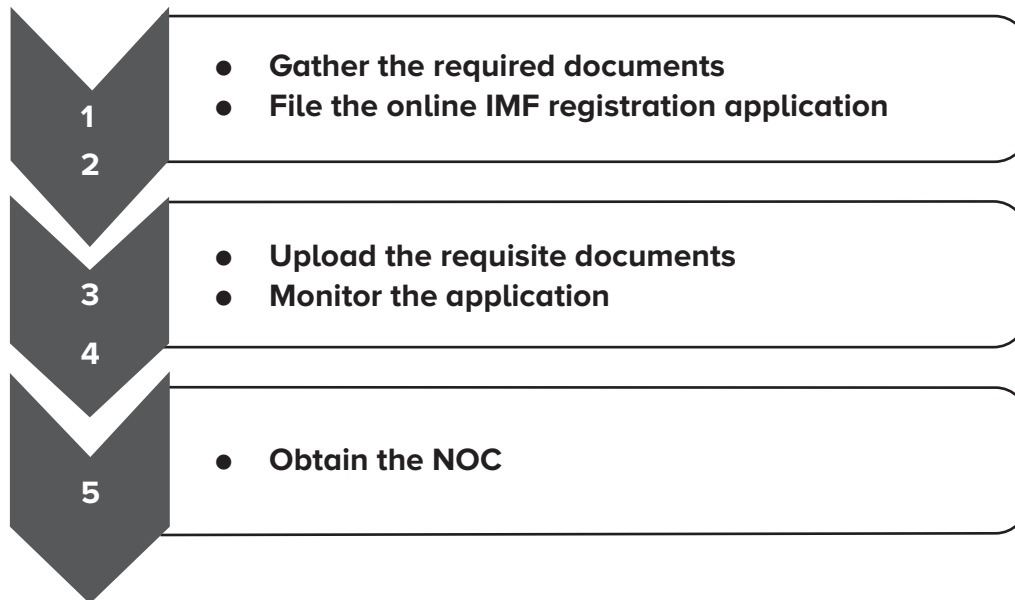 1
● Gather the required documents
● File the online IMF registration application
2
● Upload the requisite documents
3
● Monitor the application
4
● Obtain the NOC
5